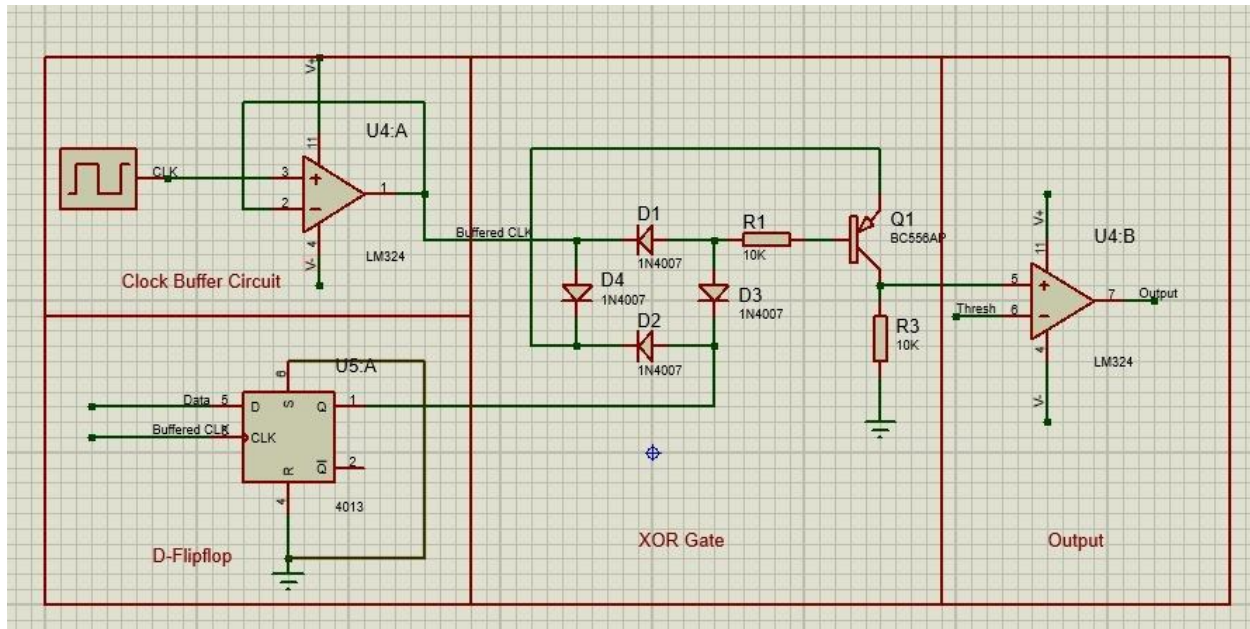 V+
11
U4:A
CLK
3
2
1
4
V-
LM324
Clock Buffer Circuit
U5:A
6
Data
5
D
S
Q
1
Buffered CLK
CLK
R
Q
2
4
4013
D-Flipflop
Buffered CLK
D1
1N4007
R1
10K
Q1
BC556AP
D4
1N4007
D3
1N4007
D2
1N4007
R3
10K
XOR Gate
V+
11
U4:B
5
Thresh
6
7
Output
4
V-
LM324
Output